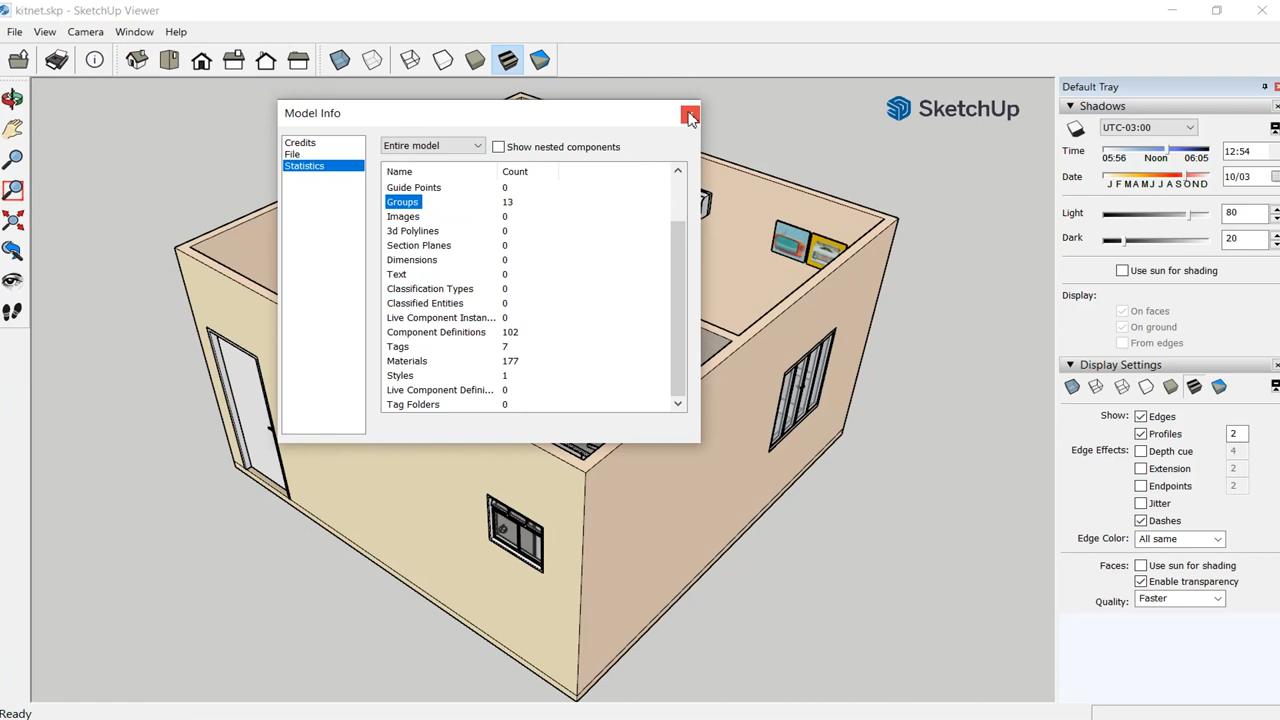 kitnet.skp - SketchUp Viewer
File View Camera Window Help
Model Info
Credits
File
Statistics
Entire model
Show nested components
Name Count
Guide Points 0
Groups 13
Images 0
3d Polylines 0
Section Planes 0
Dimensions 0
Text 0
Classification Types 0
Classified Entities 0
Live Component Instan... 0
Component Definitions 102
Tags 7
Materials 177
Styles 1
Live Component Defini... 0
Tag Folders 0
SketchUp
Default Tray
Shadows
UTC-03:00
Time 05:56 Noon 06:05 12:54
Date J F M A M J J A S O N D 10/03
Light 80
Dark 20
Use sun for shading
Display:
On faces
On ground
From edges
Display Settings
Show: Edges
Profiles 2
Edge Effects: Depth cue 4
Extension 2
Endpoints 2
Jitter
Dashes
Edge Color: All same
Faces: Use sun for shading
Enable transparency
Quality: Faster
Ready